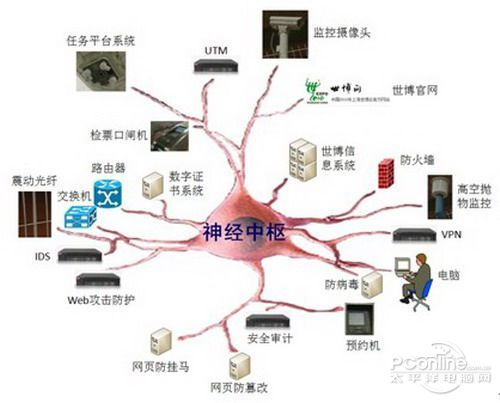 任务平台系统
UTM
监控摄像头
世博网
EXPO
世博官网
检票口闸机
世博信
息系统
防火墙
路由器
数字证
书系统
震动光纤
交换机
高空抛
物监控
神经中枢
VPN
IDS
电脑
防病毒
Web攻击防护
安全审计
预约机
网页防挂马
网页防篡改
PConline
.com.cn
太平洋电脑网